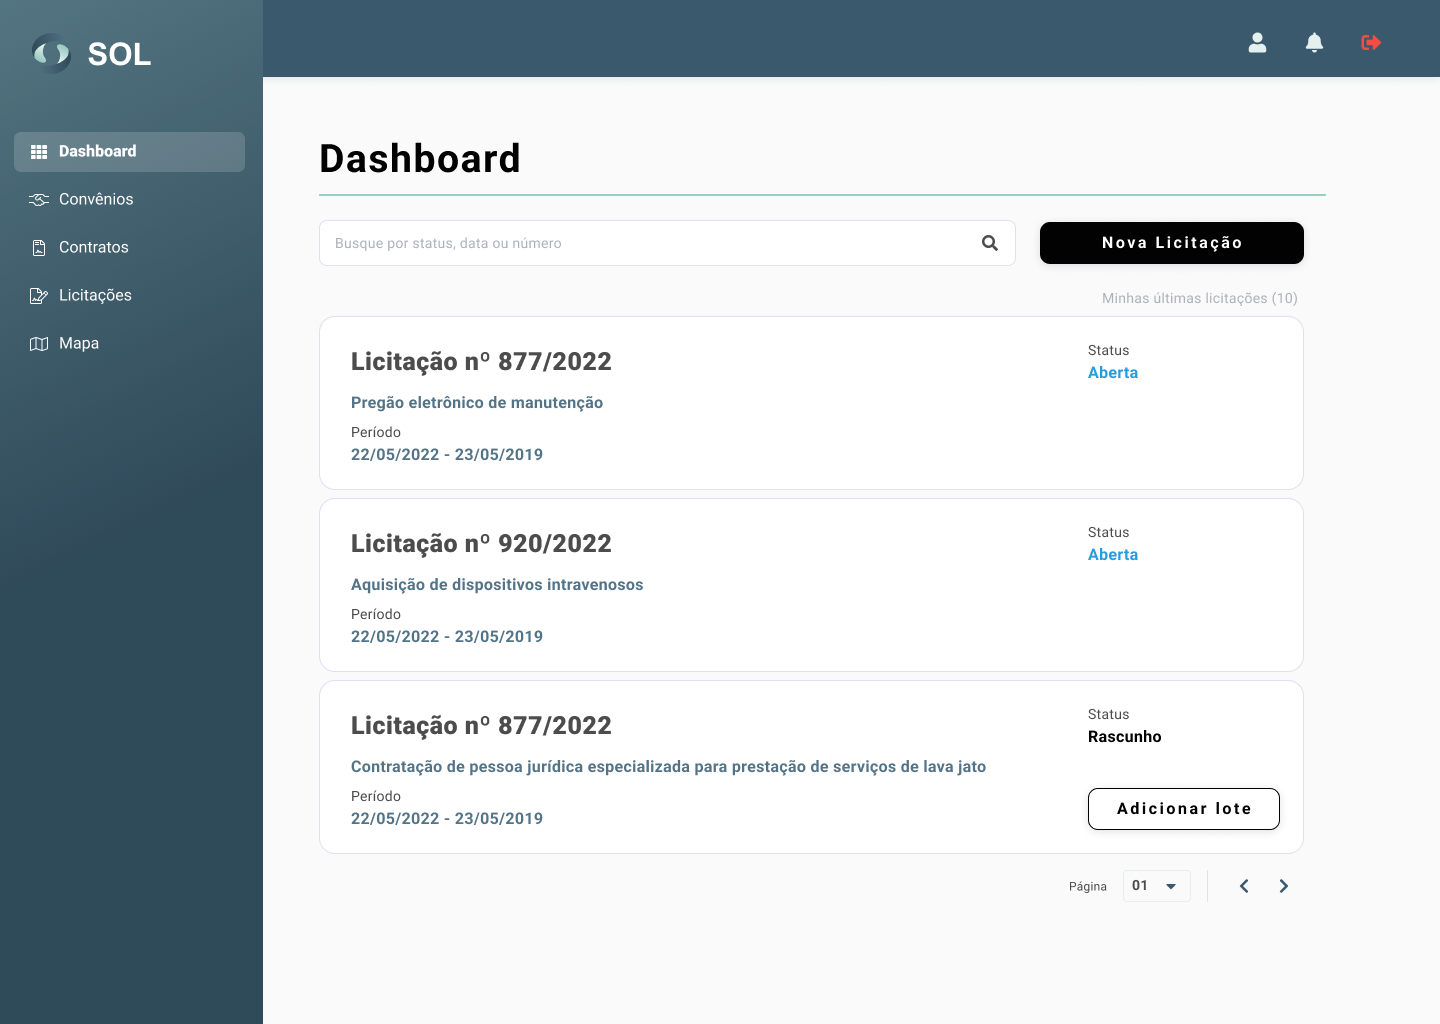 SOL
Dashboard
Convênios
Contratos
Licitações
Mapa
Dashboard
Busque por status, data ou número
Nova Licitação
Minhas últimas licitações (10)
Licitação nº 877/2022
Pregão eletrônico de manutenção
Período
22/05/2022 - 23/05/2019
Status
Aberta
Licitação nº 920/2022
Aquisição de dispositivos intravenosos
Período
22/05/2022 - 23/05/2019
Status
Aberta
Licitação nº 877/2022
Contratação de pessoa jurídica especializada para prestação de serviços de lava jato
Período
22/05/2022 - 23/05/2019
Status
Rascunho
Adicionar lote
Página
01